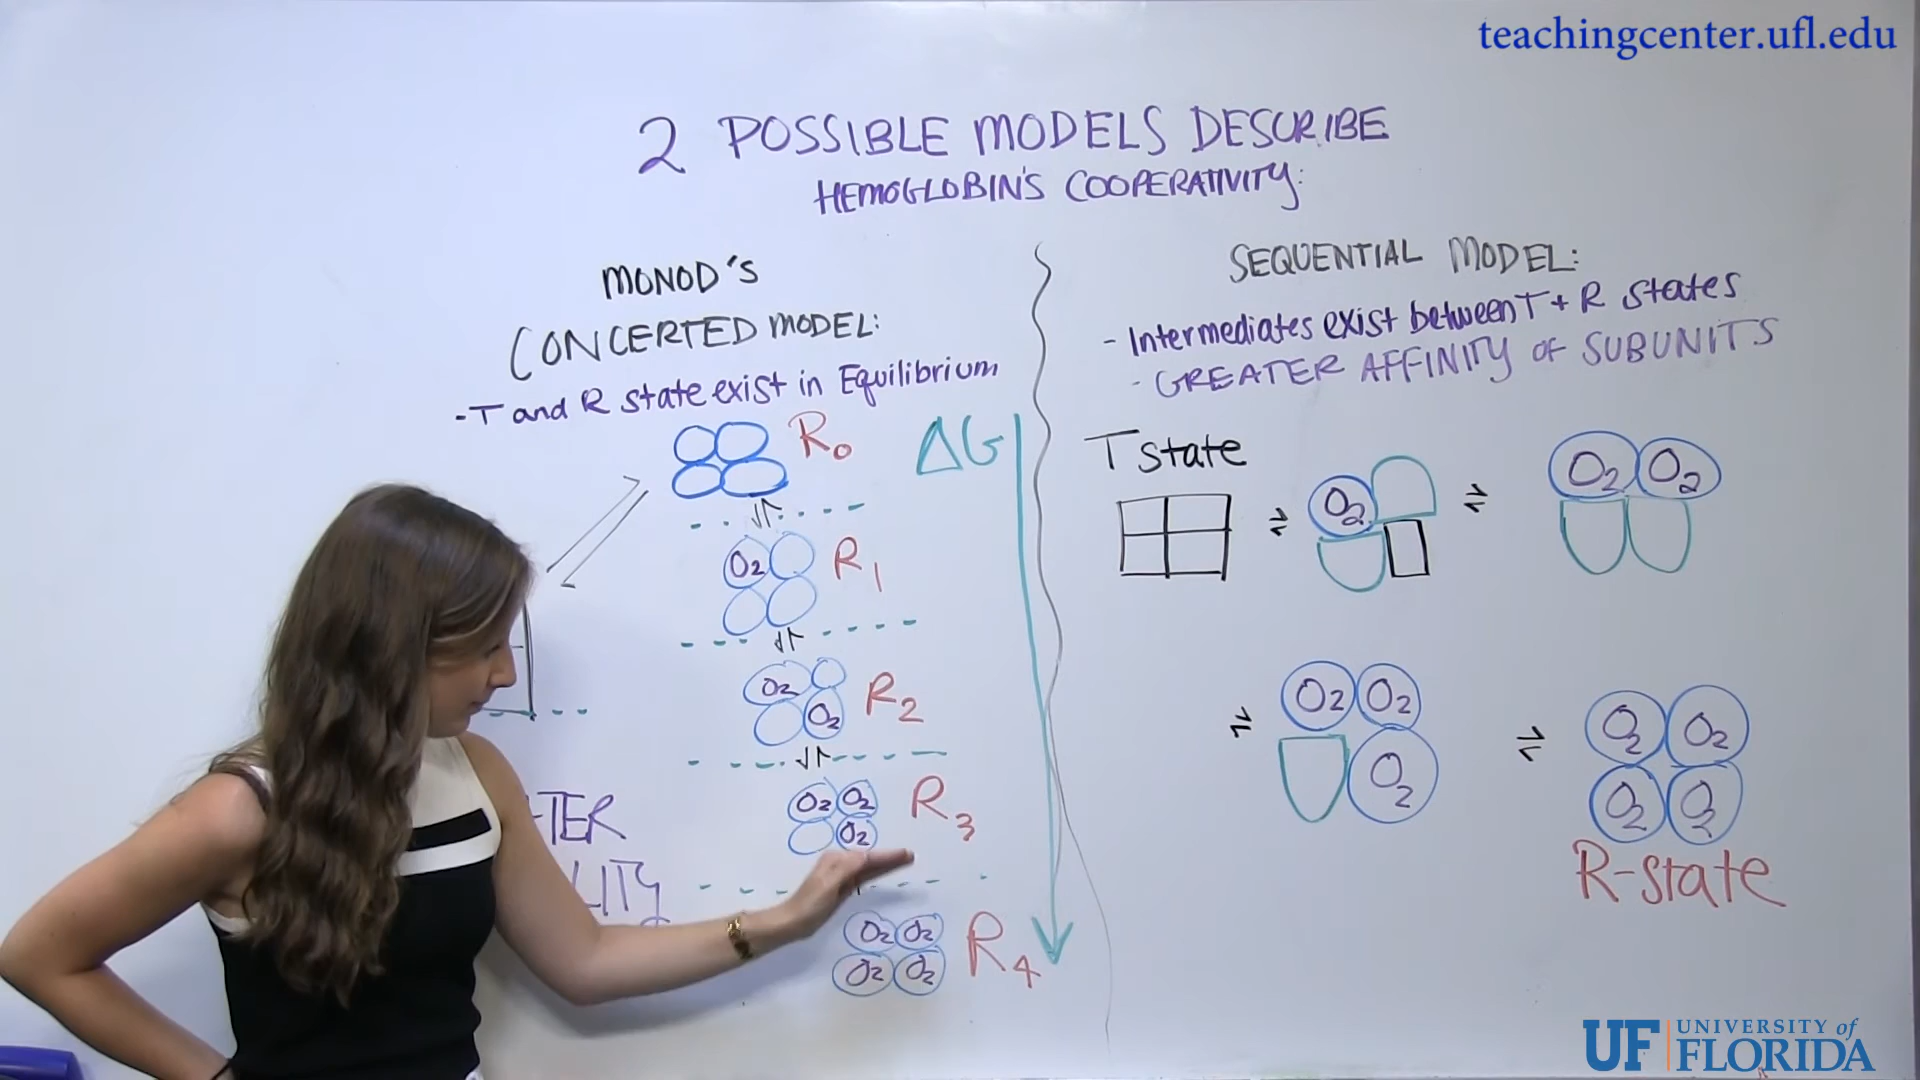 teachingcenter.ufl.edu
2 POSSIBLE MODELS DESCRIBE
HEMOGLOBIN'S COOPERATIVITY:
MONOD'S
CONCERTED MODEL:
- T and R state exist in Equilibrium
R0
ΔG
O2
R1
O2
O2
R2
O2 O2
O2
R3
O2 O2
O2 O2
R4
TER
LITY
SEQUENTIAL MODEL:
- Intermediates exist between T + R states
- GREATER AFFINITY OF SUBUNITS
T state
O2
O2 O2
O2 O2
O2
O2 O2
O2 O2
R-state
UF UNIVERSITY of
FLORIDA